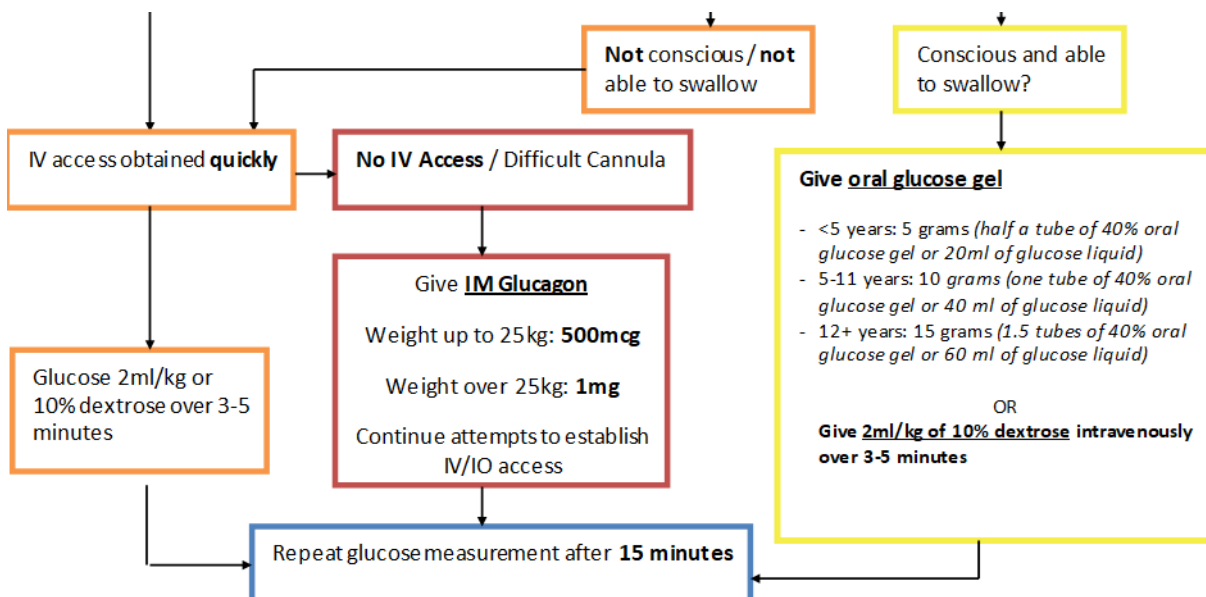 Not conscious / not
able to swallow
Conscious and able
to swallow?
IV access obtained quickly
No IV Access / Difficult Cannula
Give oral glucose gel
- <5 years: 5 grams (half a tube of 40% oral
glucose gel or 20ml of glucose liquid)
- 5-11 years: 10 grams (one tube of 40% oral
glucose gel or 40 ml of glucose liquid)
- 12+ years: 15 grams (1.5 tubes of 40% oral
glucose gel or 60 ml of glucose liquid)
OR
Give 2ml/kg of 10% dextrose intravenously
over 3-5 minutes
Give IM Glucagon
Weight up to 25kg: 500mcg
Weight over 25kg: 1mg
Continue attempts to establish
IV/IO access
Glucose 2ml/kg or
10% dextrose over 3-5
minutes
Repeat glucose measurement after 15 minutes